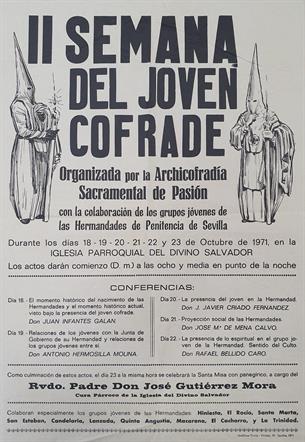 II SEMANA
DEL JOVEN
COFRADE
Organizada por la Archicofradía
Sacramental de Pasión
con la colaboración de los grupos jóvenes de
las Hermandades de Penitencia de Sevilla
Durante los días 18 - 19 - 20 - 21 - 22 y 23 de Octubre de 1971, en la
IGLESIA PARROQUIAL DEL DIVINO SALVADOR
Los actos darán comienzo (D. m.) a las ocho y media en punto de la noche
CONFERENCIAS:
Día 18.- El momento histórico del nacimiento de las
Hermandades y el momento histórico actual,
visto bajo la presencia del joven cofrade.
Don JUAN INFANTES GALAN.
Día 19.- Relaciones de los jóvenes con la Junta de
Gobierno de su Hermandad y relaciones de
los grupos jóvenes entre sí.
Don ANTONIO HERMOSILLA MOLINA.
Día 20.- La presencia del joven en la Hermandad.
Don J. JAVIER CRIADO FERNANDEZ.
Día 21.- Proyección social de las Hermandades.
Don JOSE Mª DE MENA CALVO.
Día 22.- La presencia de lo espiritual en el grupo jo-
ven de la Hermandad. Sentido del Culto.
Don RAFAEL BELLIDO CARO.
Como culminación de estos actos, el día 23 a la misma hora se celebrará la Santa Misa con panegírico, a cargo del
Rvdo. Padre Don José Gutiérrez Mora
Cura Párroco de la Iglesia del Divino Salvador
Colaboran especialmente los grupos jóvenes de las Hermandades: Hiniesta, El Rocío, Santa Marta,
San Esteban, Candelaria, Lanzada, Quinta Angustia, Macarena, El Cachorro, y La Trinidad.